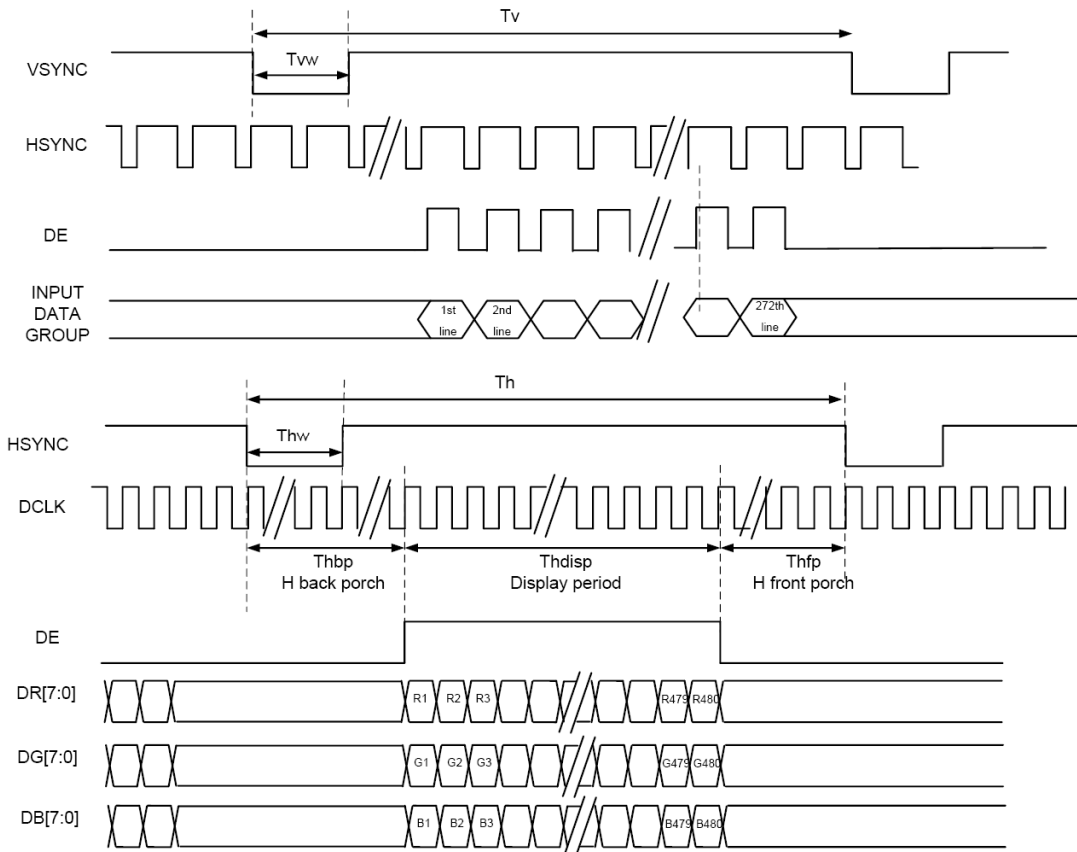 Tv
VSYNC
Tvw
HSYNC
DE
INPUT
DATA
GROUP
1st
line
2nd
line
272th
line
Th
HSYNC
Thw
DCLK
Thbp
H back porch
Thdisp
Display period
Thfp
H front porch
DE
DR[7:0]
R1 R2 R3 R479 R480
DG[7:0]
G1 G2 G3 G479 G480
DB[7:0]
B1 B2 B3 B479 B480